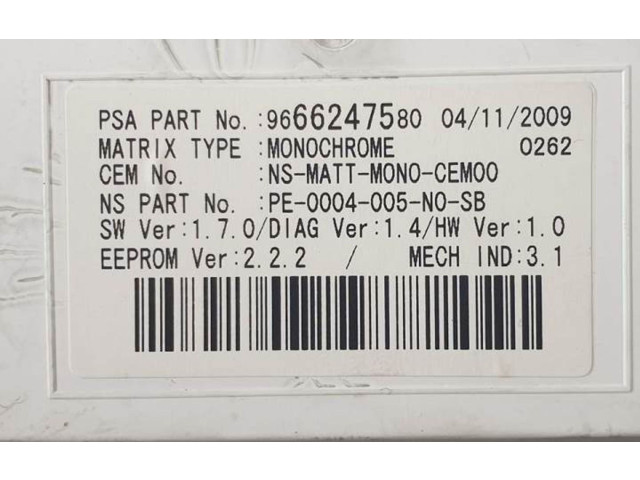 PSA PART No.:9666247580 04/11/2009
MATRIX TYPE :MONOCHROME 0262
CEM No. :NS-MATT-MONO-CEM00
NS PART No. :PE-0004-005-NO-SB
SW Ver:1.7.0/DIAG Ver:1.4/HW Ver:1.0
EEPROM Ver:2.2.2 / MECH IND:3.1